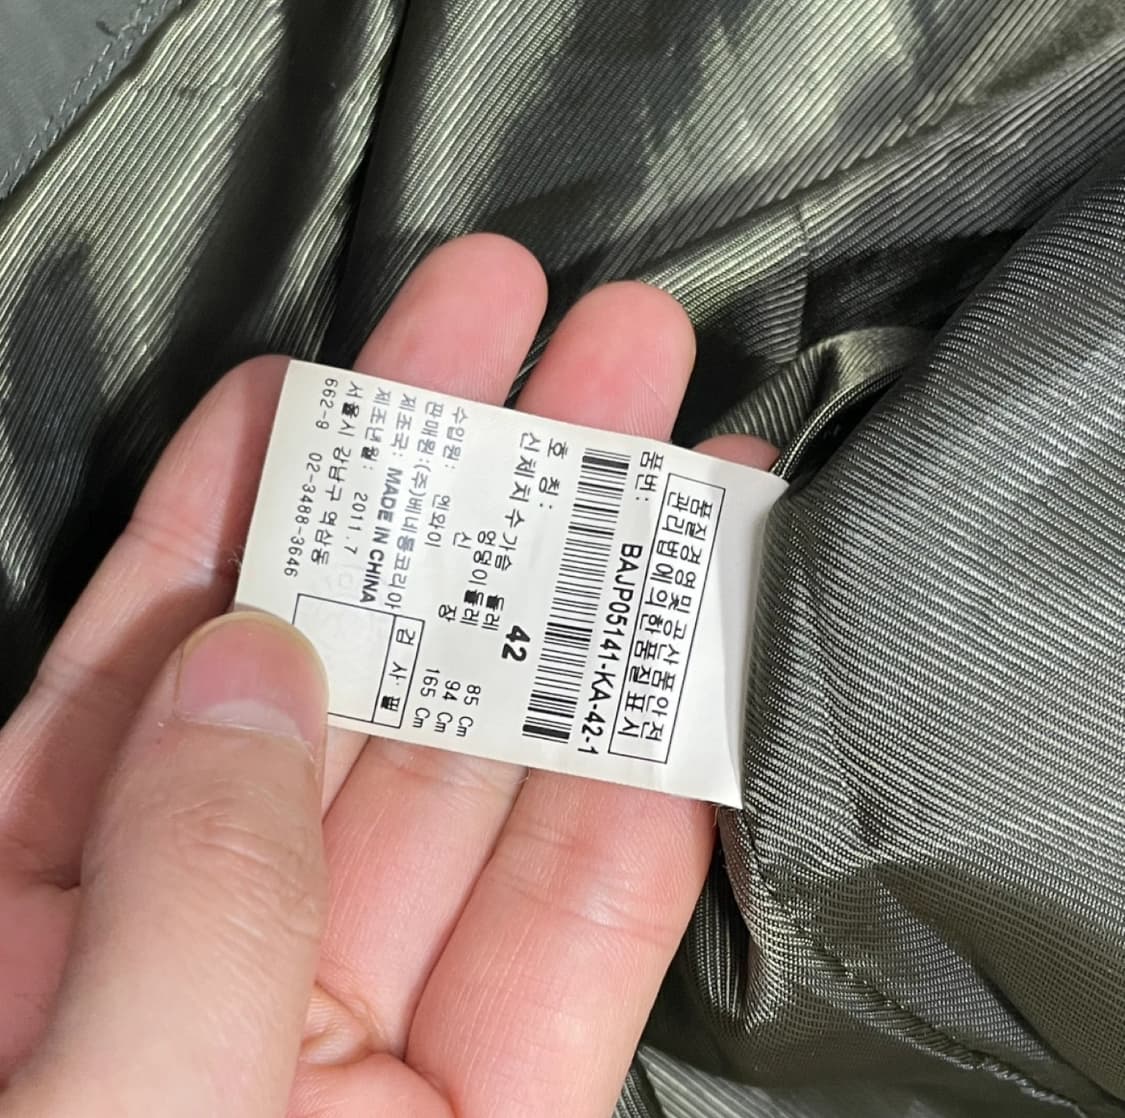 품질경영및공산품안전
관리법에의한품질표시
품번: BAJP05141-KA-42-1
호 칭: 42
신체치수 가슴 둘레 85 Cm
엉덩이둘레 94 Cm
신 장 165 Cm
수입원: 엔와이
판매원:(주)베네통코리아
제조국: MADE IN CHINA
제조년월: 2011. 7
서울시 강남구 역삼동
662-9 02-3488-3646
검 사 필